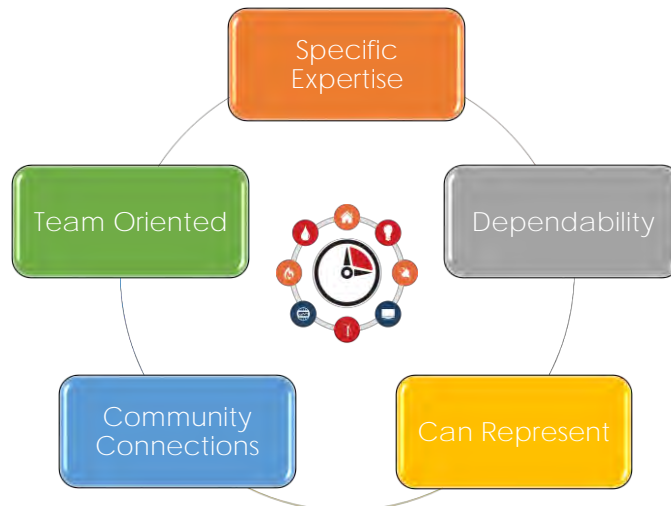 Specific
Expertise
Team Oriented
Dependability
Community
Connections
Can Represent